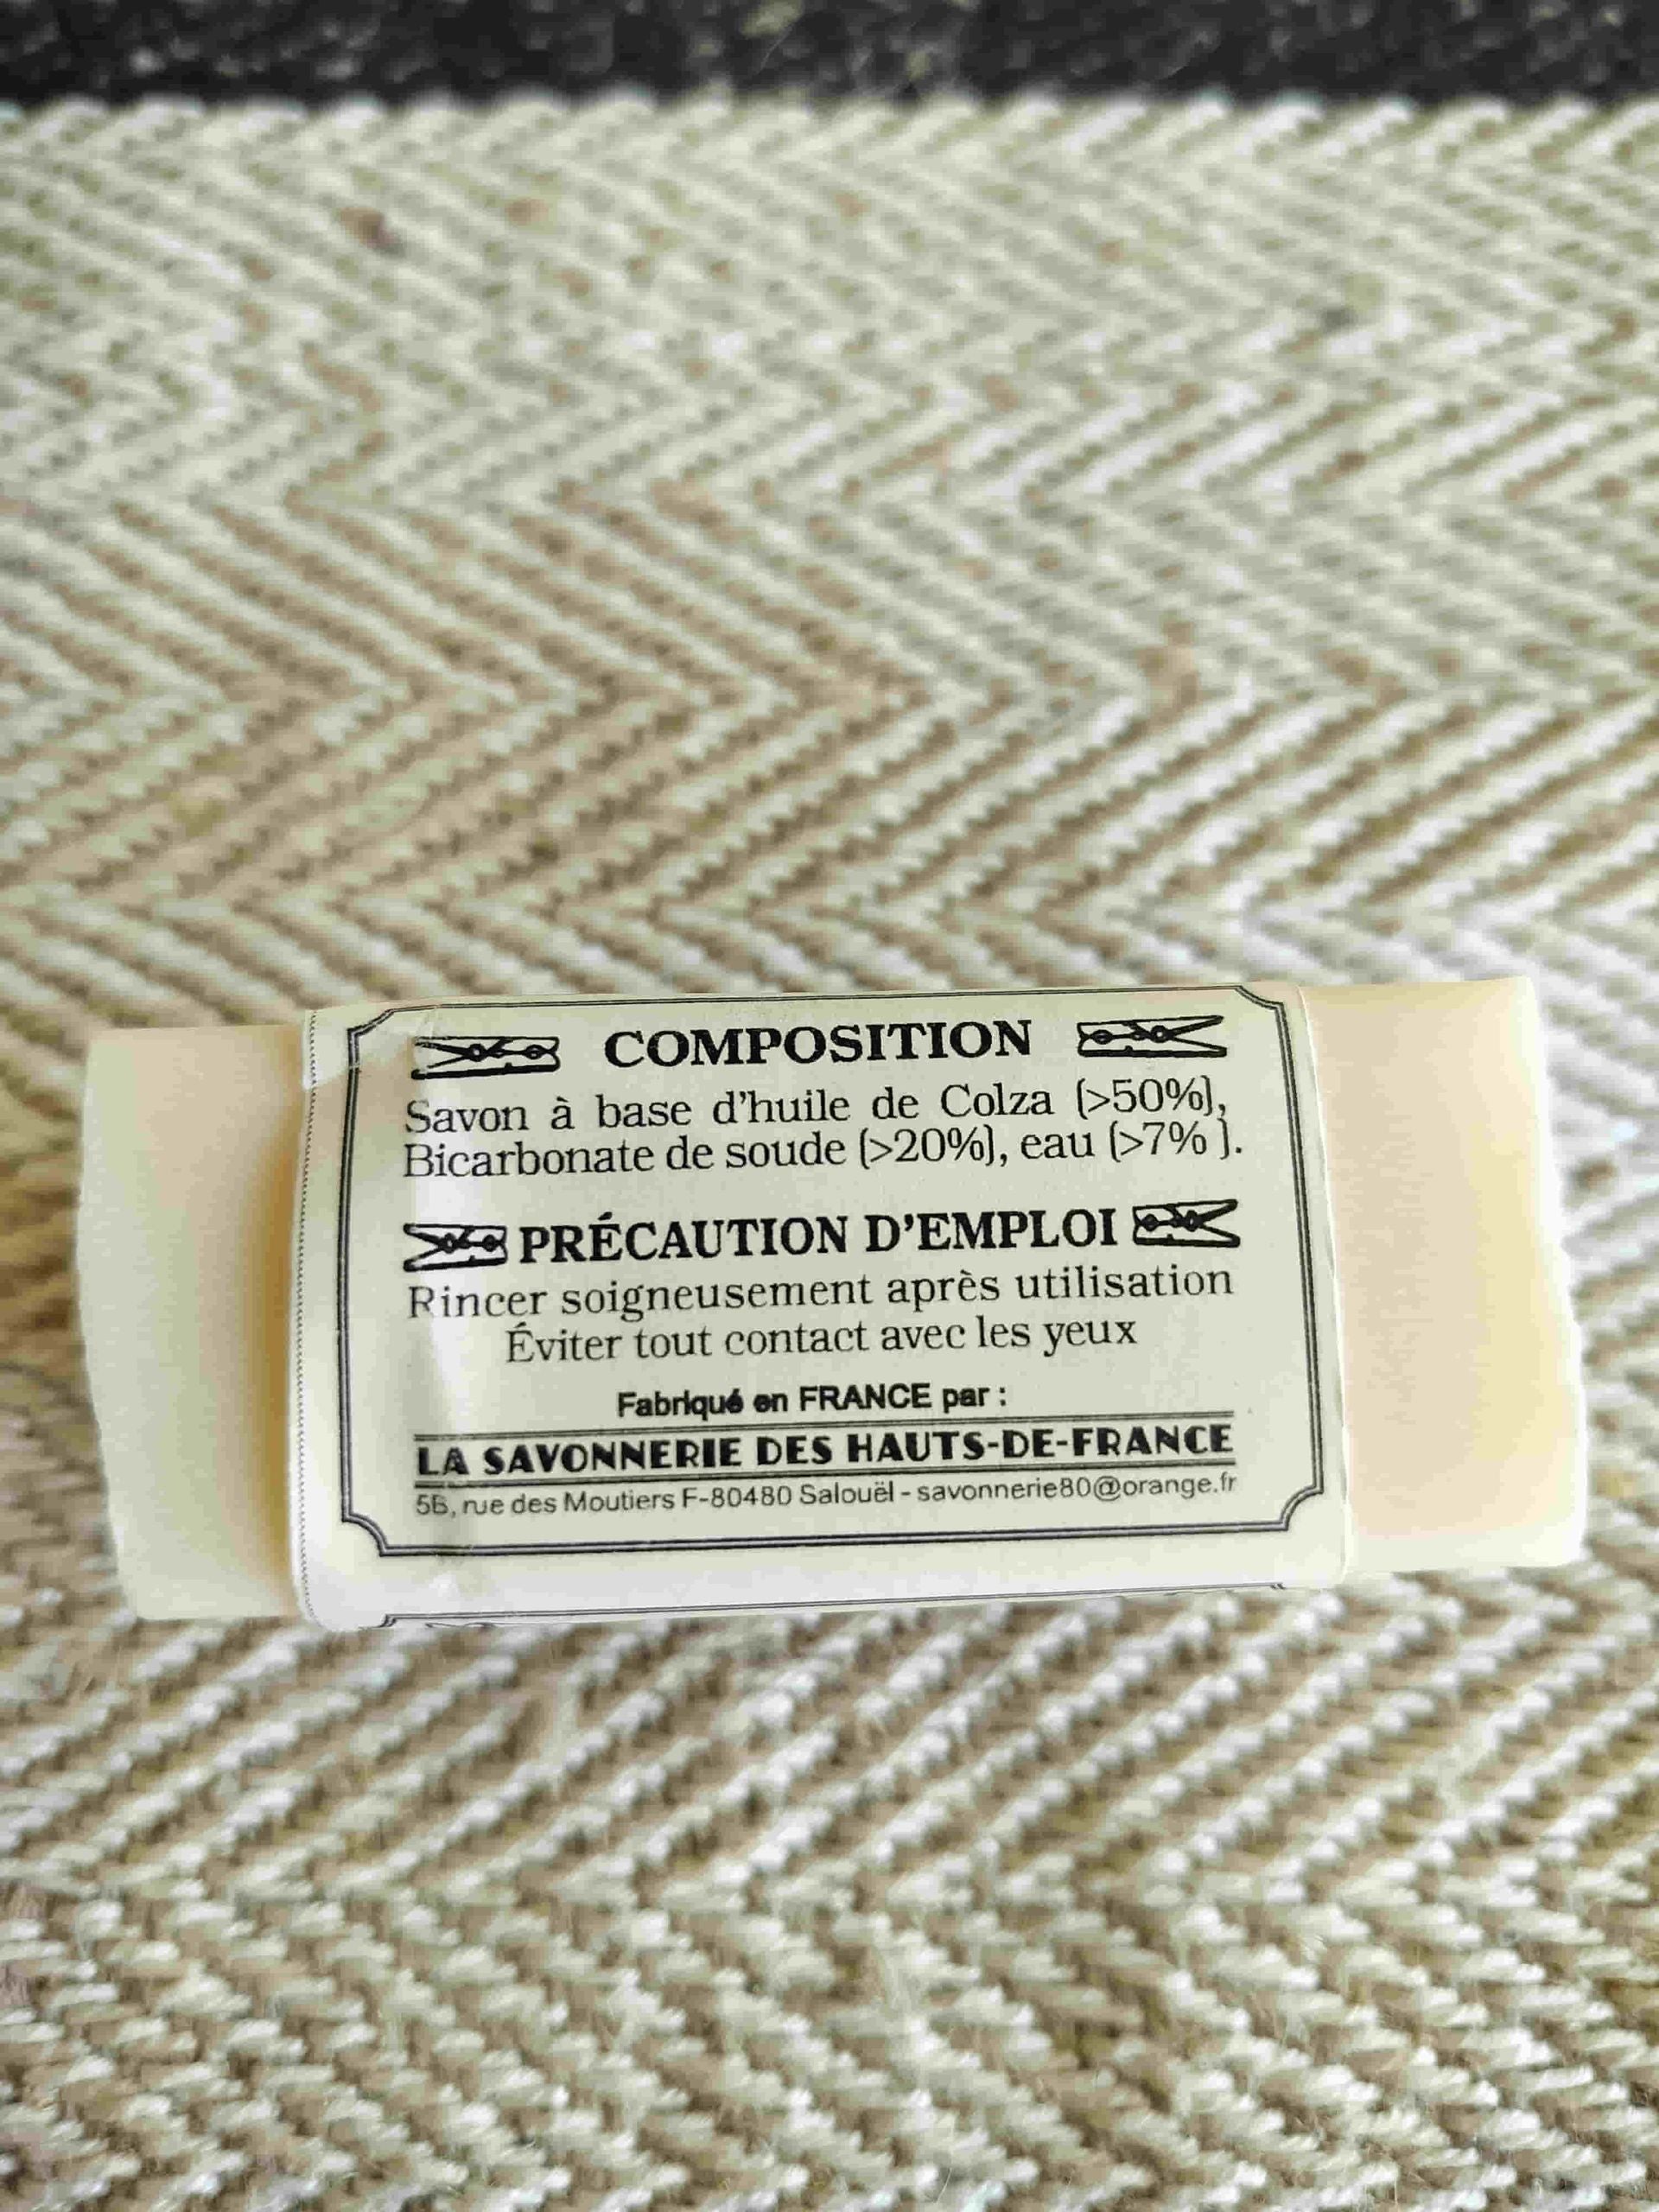 COMPOSITION
Savon à base d'huile de Colza (>50%),
Bicarbonate de soude (>20%), eau (>7% ).
PRÉCAUTION D'EMPLOI
Rincer soigneusement après utilisation
Éviter tout contact avec les yeux
Fabriqué en FRANCE par :
LA SAVONNERIE DES HAUTS-DE-FRANCE
5B, rue des Moutiers F-80480 Salouël - savonnerie80@orange.fr